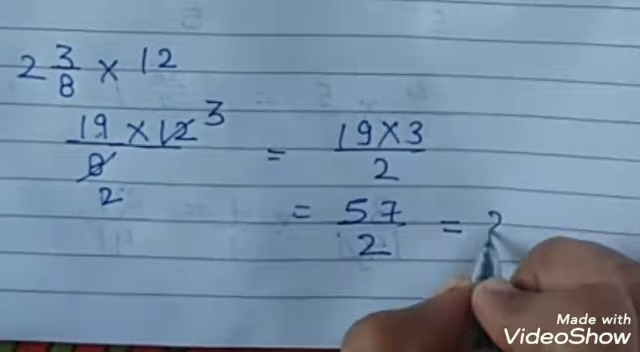 2 3/8 × 12
19 × 12 3 / 8 2 = 19 × 3 / 2
= 57/2 = 2
Made with
VideoShow